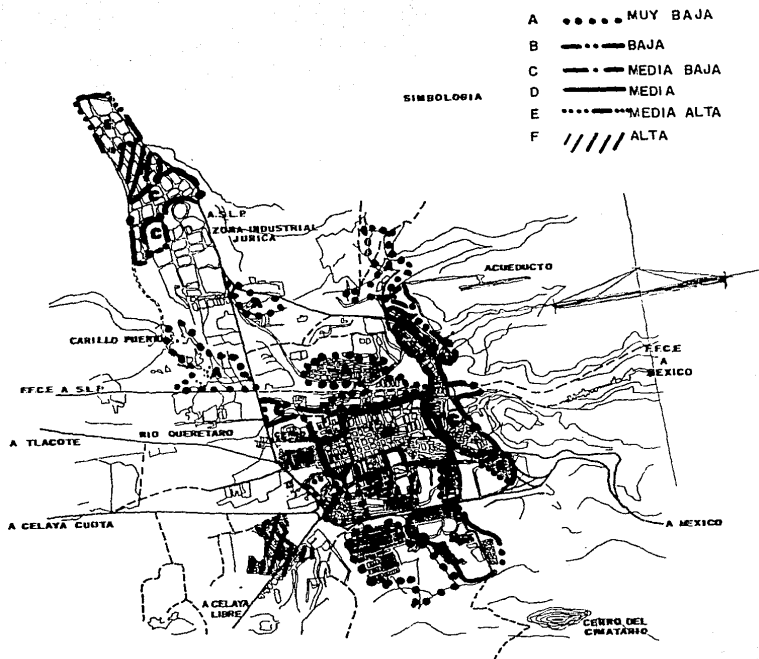 SIMBOLOGIA
A MUY BAJA
B BAJA
C MEDIA BAJA
D MEDIA
E MEDIA ALTA
F ALTA
A S.L.P.
ZONA INDUSTRIAL
JURICA
ACUEDUCTO
CARILLO PUERTO
F.F.C.E A S.L.P.
F.F.C.E
A
MEXICO
RIO QUERETARO
A TLACOTE
A CELAYA CUOTA
A MEXICO
A CELAYA
LIBRE
CERRO DEL
CIMATARIO
C
C
A
A
A
C
C